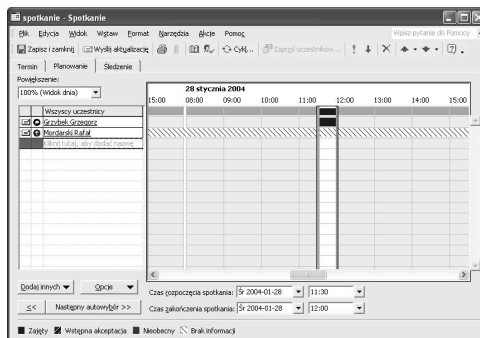 spotkanie - Spotkanie
Plik Edycja Widok Wstaw Format Narzędzia Akcje Pomoc
Wpisz pytanie do Pomocy
Zapisz i zamknij Wyślij aktualizację Cykl... Zaproś uczestników...
Termin Planowanie Śledzenie
Powiększenie:
100% (Widok dnia)
28 stycznia 2004
15:00 08:00 09:00 10:00 11:00 12:00 13:00 14:00 15:00
Wszyscy uczestnicy
Grzybek Grzegorz
Mordarski Rafał
Kliknij tutaj, aby dodać nazwę
Dodaj innych Opcje
Czas rozpoczęcia spotkania: Śr 2004-01-28 11:30
<< Następny autowybór >>
Czas zakończenia spotkania: Śr 2004-01-28 12:00
Zajęty Wstępna akceptacja Nieobecny Brak informacji